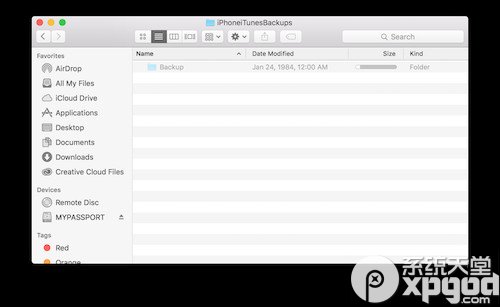 iPhoneiTunesBackups
Search
Favorites
AirDrop
All My Files
iCloud Drive
Applications
Desktop
Documents
Downloads
Creative Cloud Files
Devices
Remote Disc
MYPASSPORT
Tags
Red
Orange
Name Date Modified Size Kind
Backup Jan 24, 1984, 12:00 AM Folder
系统天堂
xpgod.com